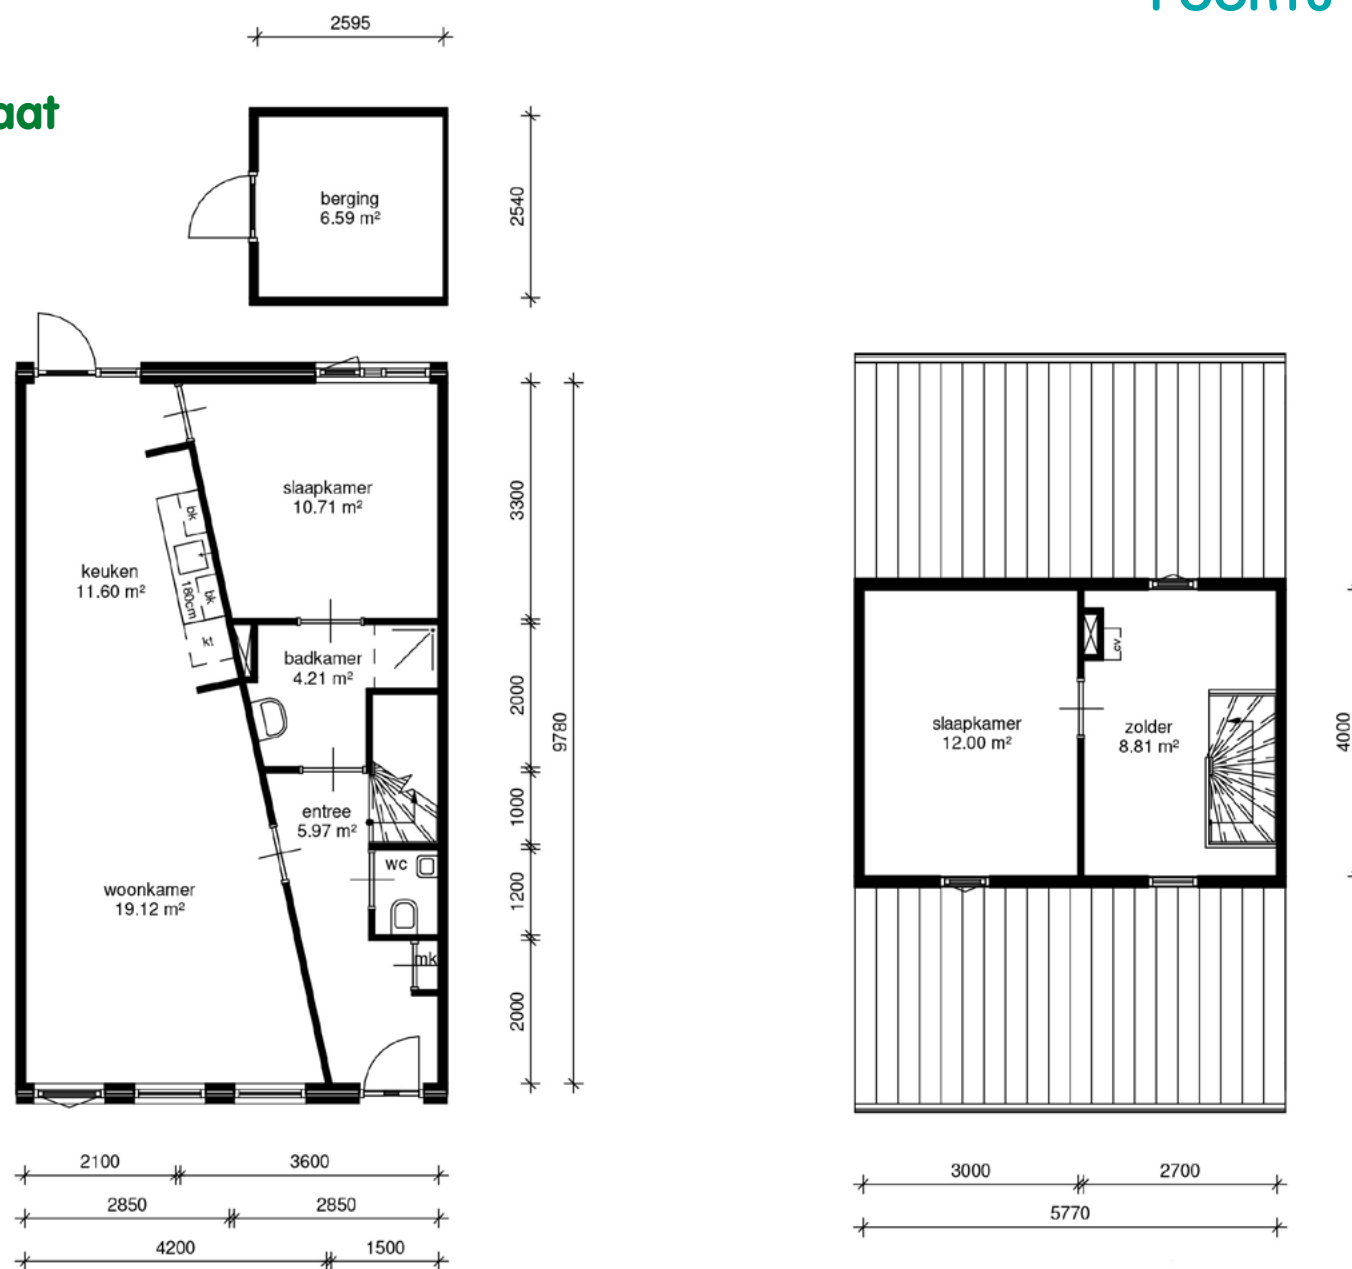 2595
aat
berging
6.59 m²
2540
slaapkamer
10.71 m²
3300
keuken
11.60 m²
bk
180cm
bk
kt
badkamer
4.21 m²
2000
9780
entree
5.97 m²
1000
wc
1200
woonkamer
19.12 m²
mk
2000
2100
3600
2850
2850
4200
1500
cv
slaapkamer
12.00 m²
zolder
8.81 m²
4000
3000
2700
5770